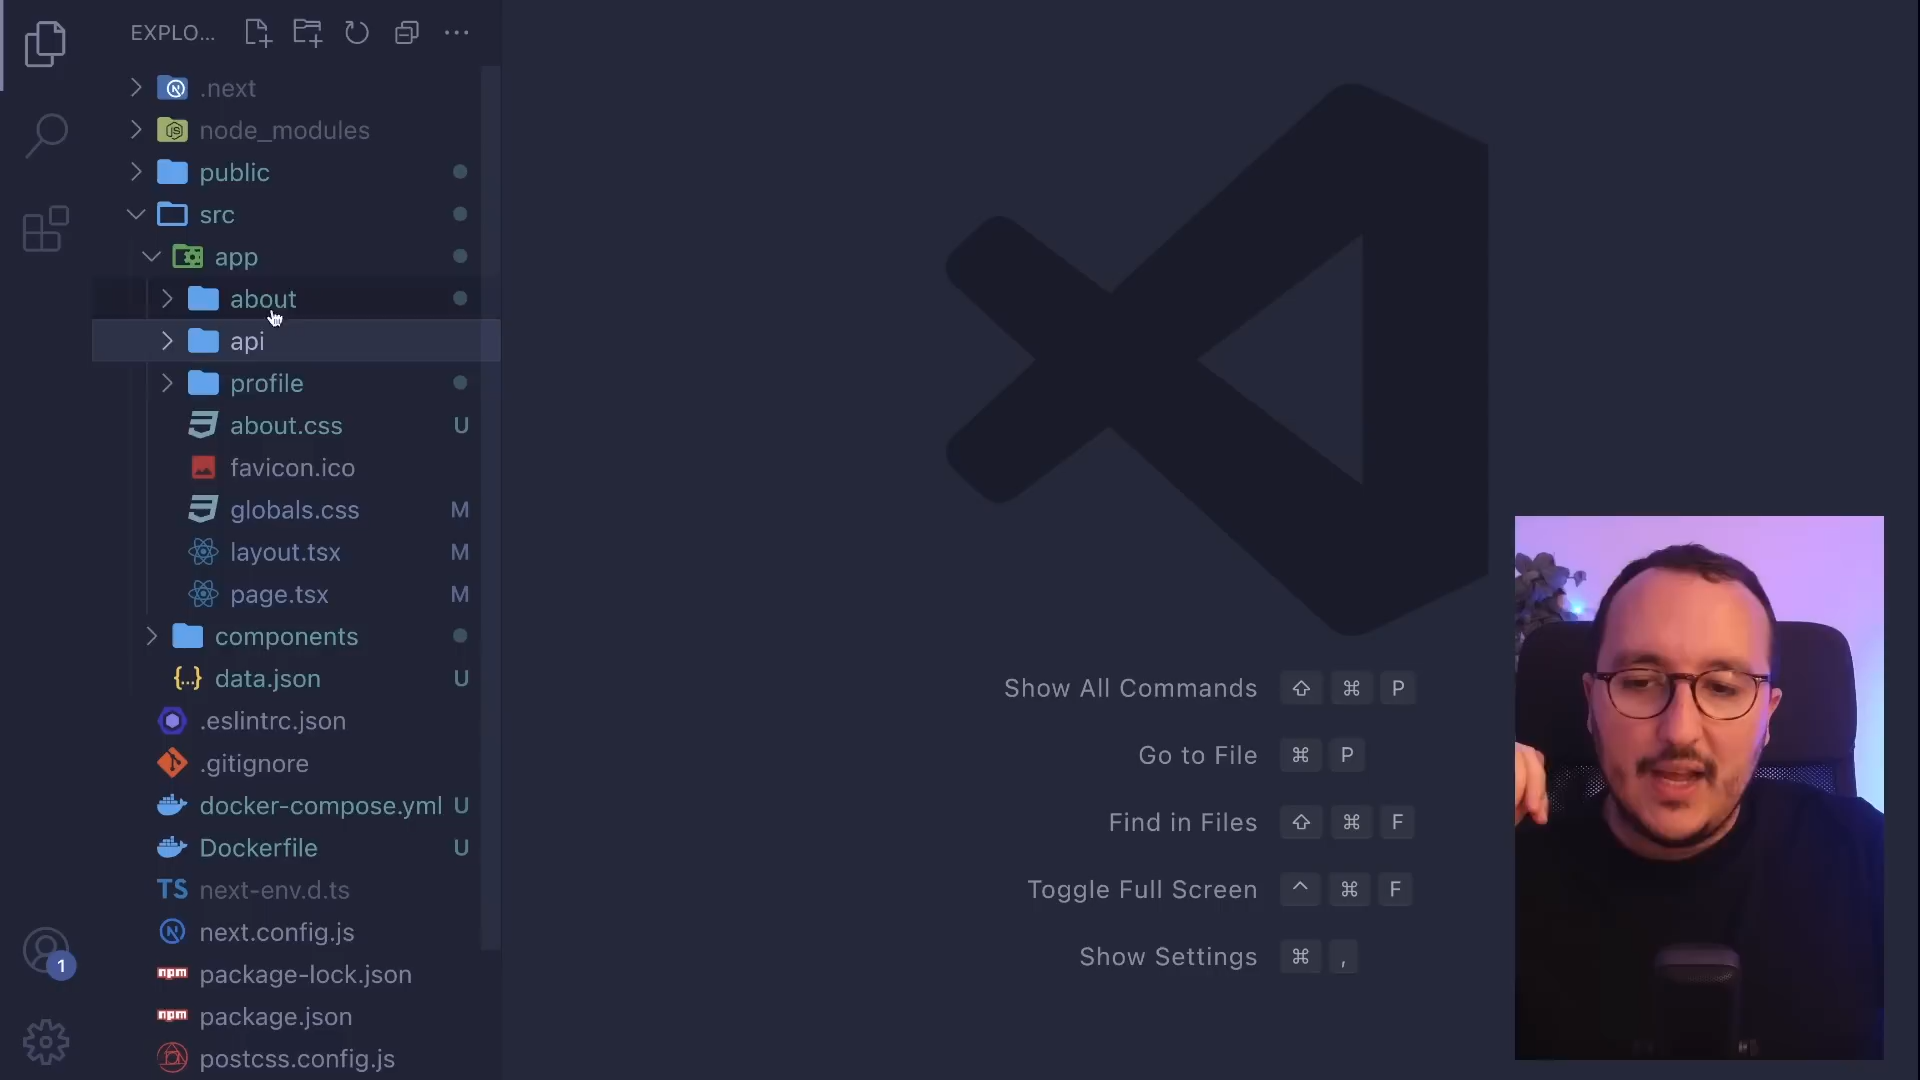 EXPLO...
.next
node_modules
public
src
app
about
api
profile
about.css U
favicon.ico
globals.css M
layout.tsx M
page.tsx M
components
{..} data.json U
.eslintrc.json
.gitignore
docker-compose.yml U
Dockerfile U
TS next-env.d.ts
next.config.js
npm package-lock.json
npm package.json
postcss.config.js
1
Show All Commands ⇧ ⌘ P
Go to File ⌘ P
Find in Files ⇧ ⌘ F
Toggle Full Screen ^ ⌘ F
Show Settings ⌘ ,